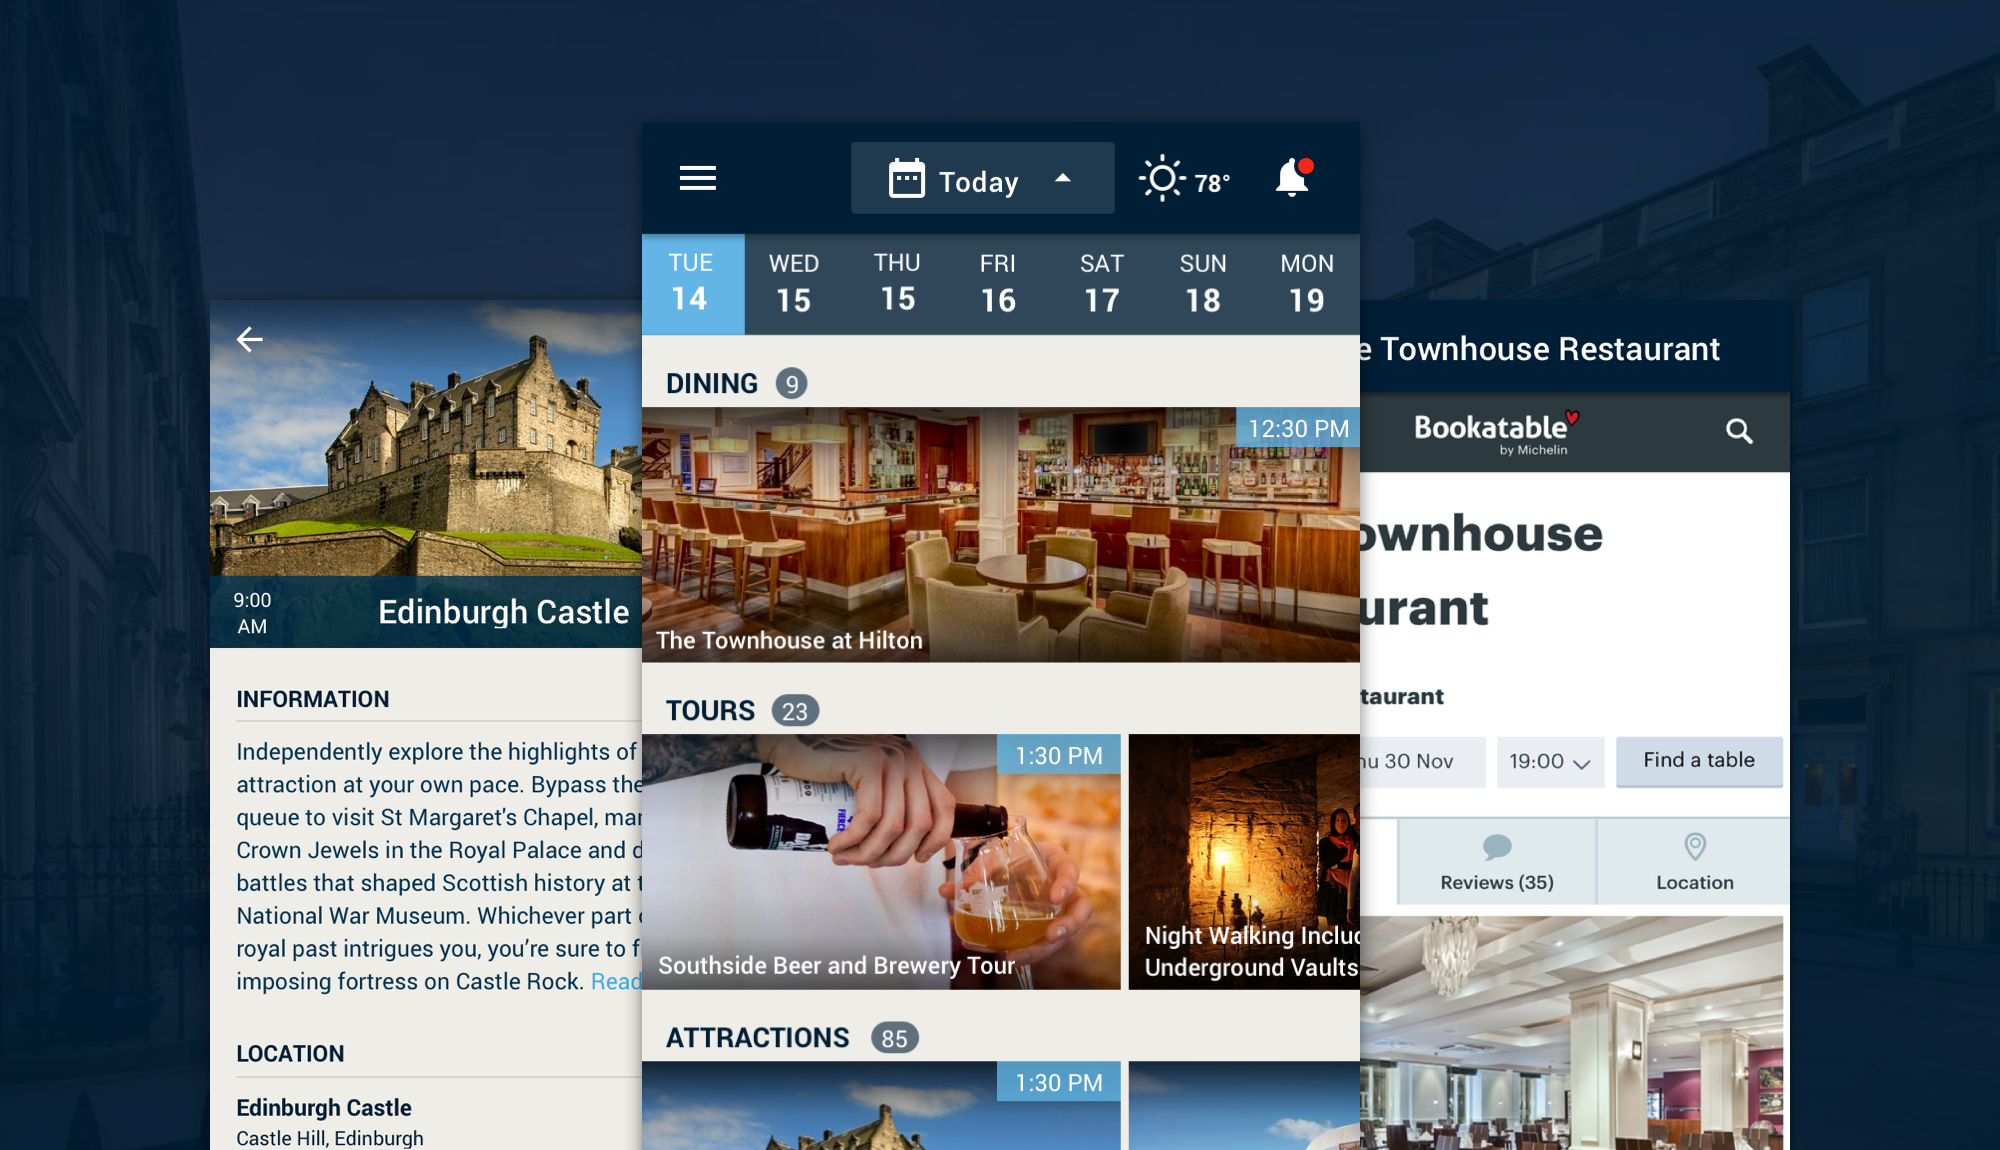 9:00
AM
Edinburgh Castle
INFORMATION
Independently explore the highlights of
attraction at your own pace. Bypass the
queue to visit St Margaret's Chapel,
Crown Jewels in the Royal Palace and
battles that shaped Scottish history at
National War Museum. Whichever part
royal past intrigues you, you're sure to
imposing fortress on Castle Rock. Read
LOCATION
Edinburgh Castle
Castle Hill, Edinburgh
Today
78°
TUE WED THU FRI SAT SUN MON
14 15 15 16 17 18 19
DINING 9
12:30 PM
The Townhouse at Hilton
TOURS 23
1:30 PM
Southside Beer and Brewery Tour
Night Walking
Underground Vaults
ATTRACTIONS 85
1:30 PM
Townhouse Restaurant
Bookatable
by Michelin
ownhouse
urant
taurant
30 Nov
19:00
Find a table
Reviews (35)
Location